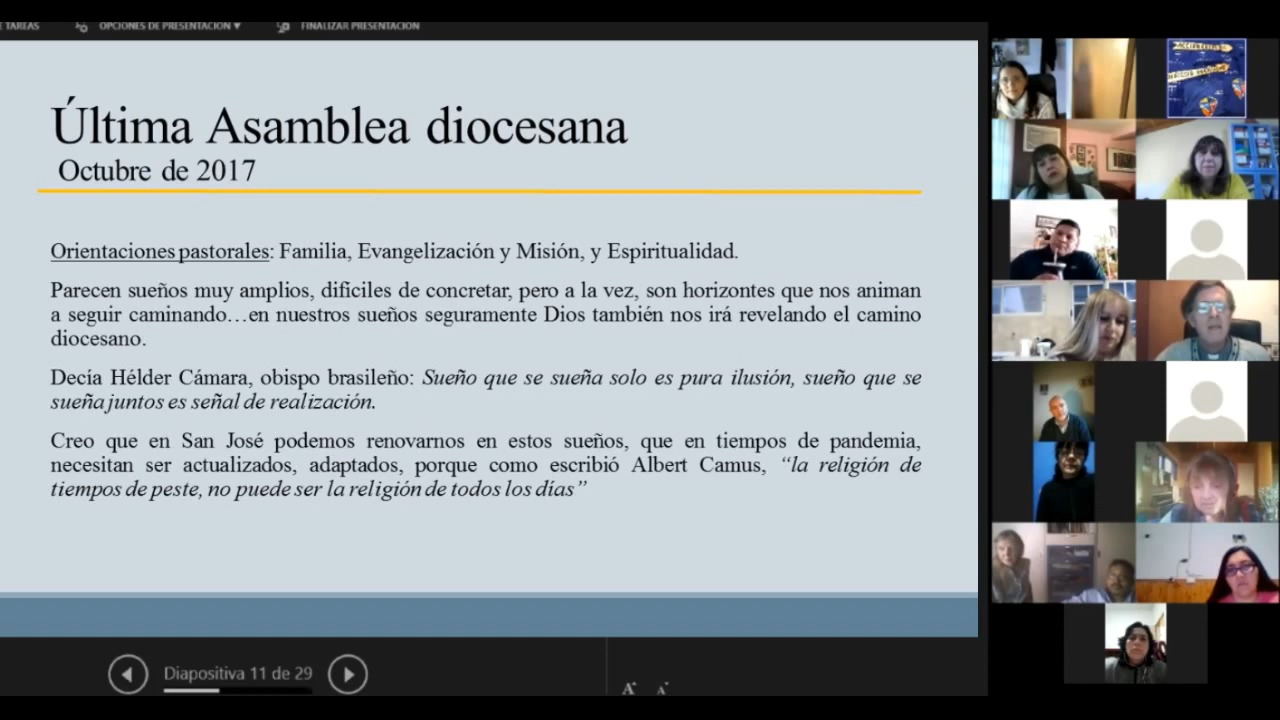 E TAREAS OPCIONES DE PRESENTACIÓN ▼ FINALIZAR PRESENTACIÓN
Última Asamblea diocesana
Octubre de 2017
Orientaciones pastorales: Familia, Evangelización y Misión, y Espiritualidad.
Parecen sueños muy amplios, difíciles de concretar, pero a la vez, son horizontes que nos animan
a seguir caminando…en nuestros sueños seguramente Dios también nos irá revelando el camino
diocesano.
Decía Hélder Cámara, obispo brasileño: Sueño que se sueña solo es pura ilusión, sueño que se
sueña juntos es señal de realización.
Creo que en San José podemos renovarnos en estos sueños, que en tiempos de pandemia,
necesitan ser actualizados, adaptados, porque como escribió Albert Camus, “la religión de
tiempos de peste, no puede ser la religión de todos los días”
Diapositiva 11 de 29
A A